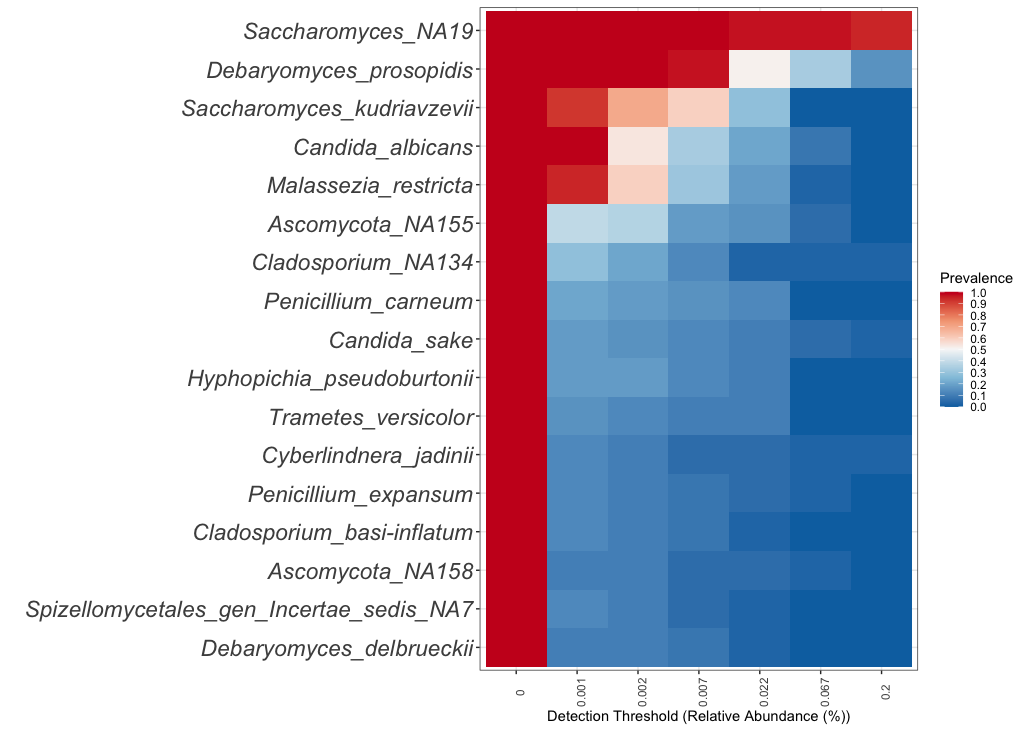 Saccharomyces_NA19
Debaryomyces_prosopidis
Saccharomyces_kudriavzevii
Candida_albicans
Malassezia_restricta
Ascomycota_NA155
Cladosporium_NA134
Penicillium_carneum
Candida_sake
Hyphopichia_pseudoburtonii
Trametes_versicolor
Cyberlindnera_jadinii
Penicillium_expansum
Cladosporium_basi-inflatum
Ascomycota_NA158
Spizellomycetales_gen_Incertae_sedis_NA7
Debaryomyces_delbrueckii
0
0.001
0.002
0.007
0.022
0.067
0.2
Detection Threshold (Relative Abundance (%))
Prevalence
1.0
0.9
0.8
0.7
0.6
0.5
0.4
0.3
0.2
0.1
0.0